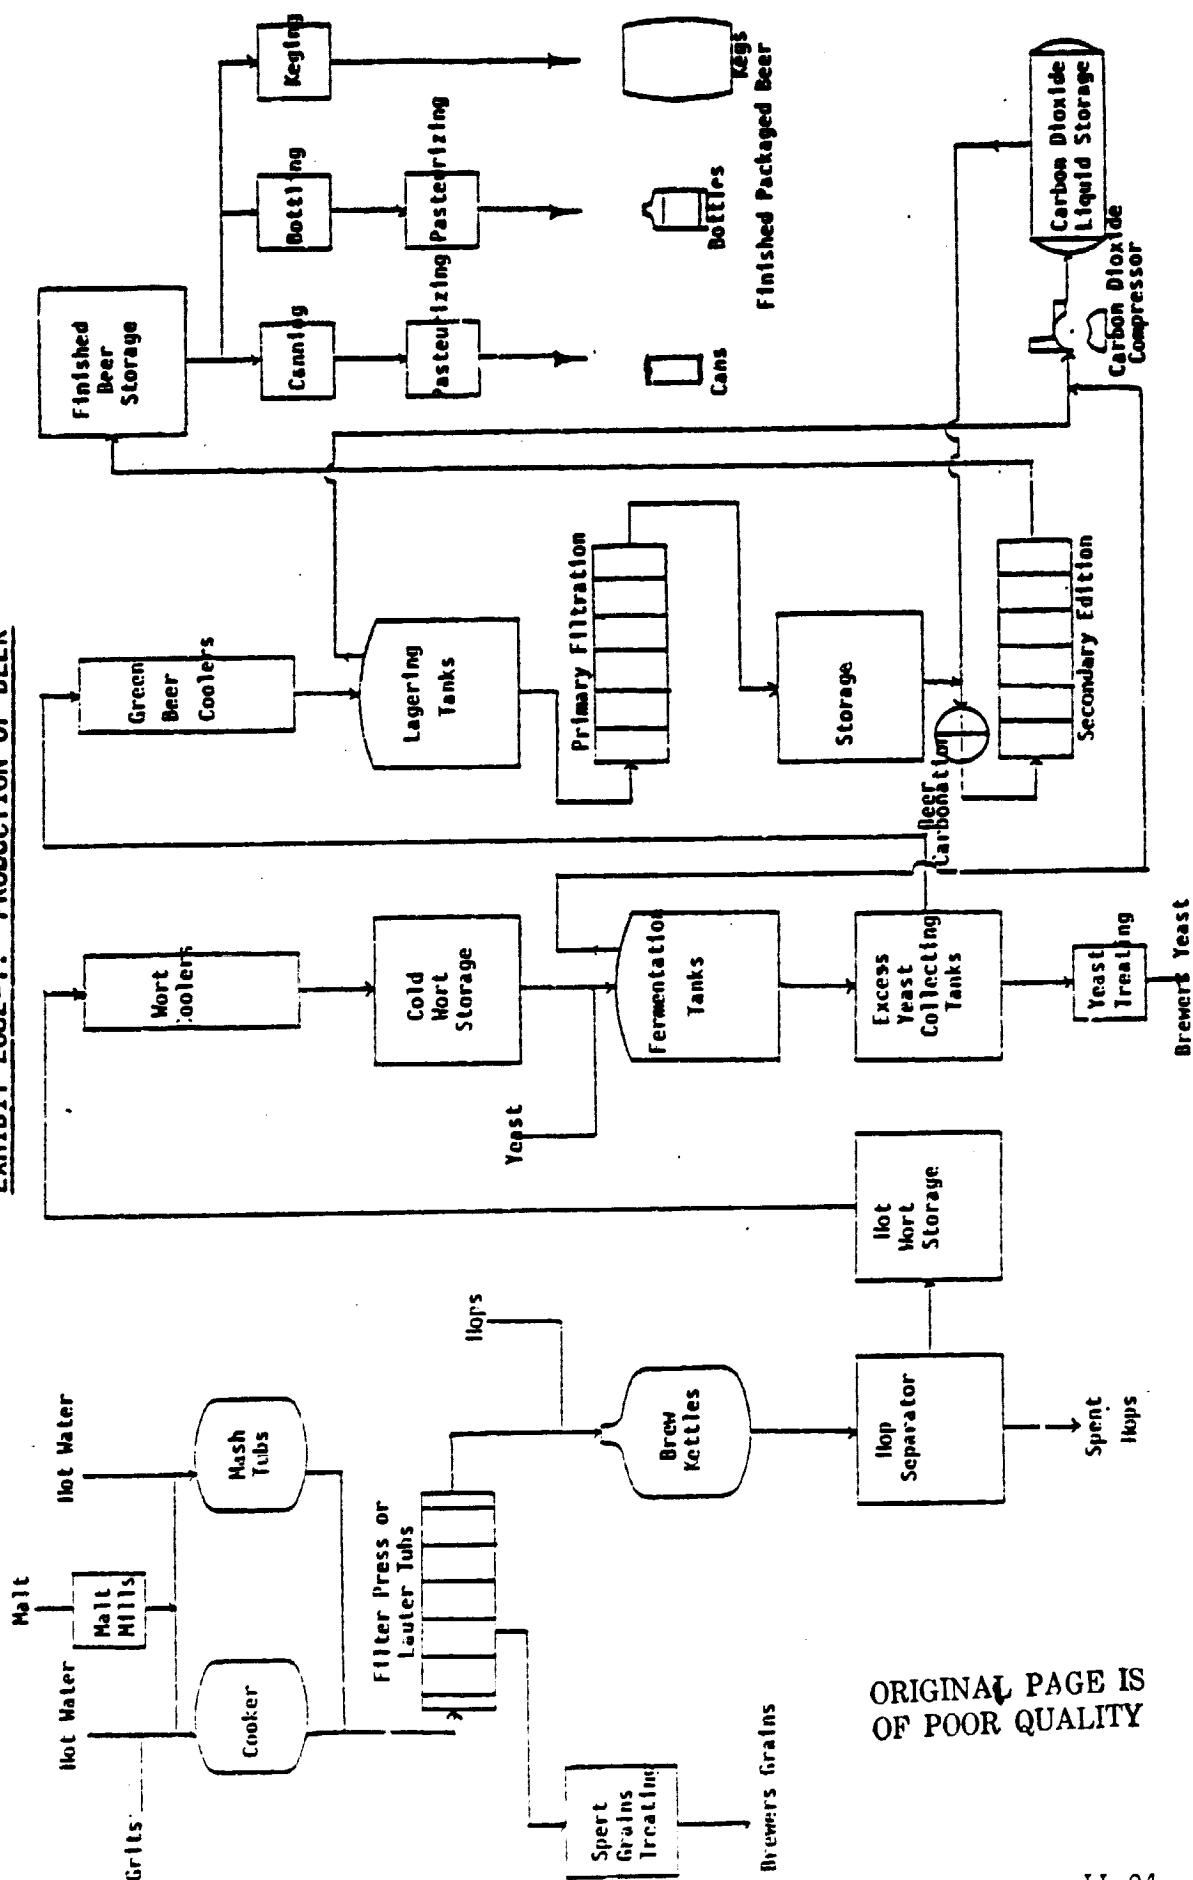 PRODUCTION OF BEER
Grits
Hot Water
Malt
Malt
Mills
Hot Water
Cooker
Mash
Tubs
Filter Press or
Lauter Tubs
Spert
Grains
Treating
Brewers Grains
Hops
Brew
Kettles
Hop
Separator
Spent
Hops
Hot
Wort
Storage
Wort
Coolers
Cold
Wort
Storage
Yeast
Fermentation
Tanks
Excess
Yeast
Collecting
Tanks
Yeast
Treating
Brewers Yeast
Green
Beer
Coolers
Lagering
Tanks
Primary Filtration
Storage
Beer
Carbonation
Secondary Edition
Finished
Beer
Storage
Canning
Bottling
Keging
Pasteurizing
Pasteurizing
Cans
Bottles
Kegs
Finished Packaged Beer
Carbon Dioxide
Compressor
Carbon Dioxide
Liquid Storage
ORIGINAL PAGE IS
OF POOR QUALITY